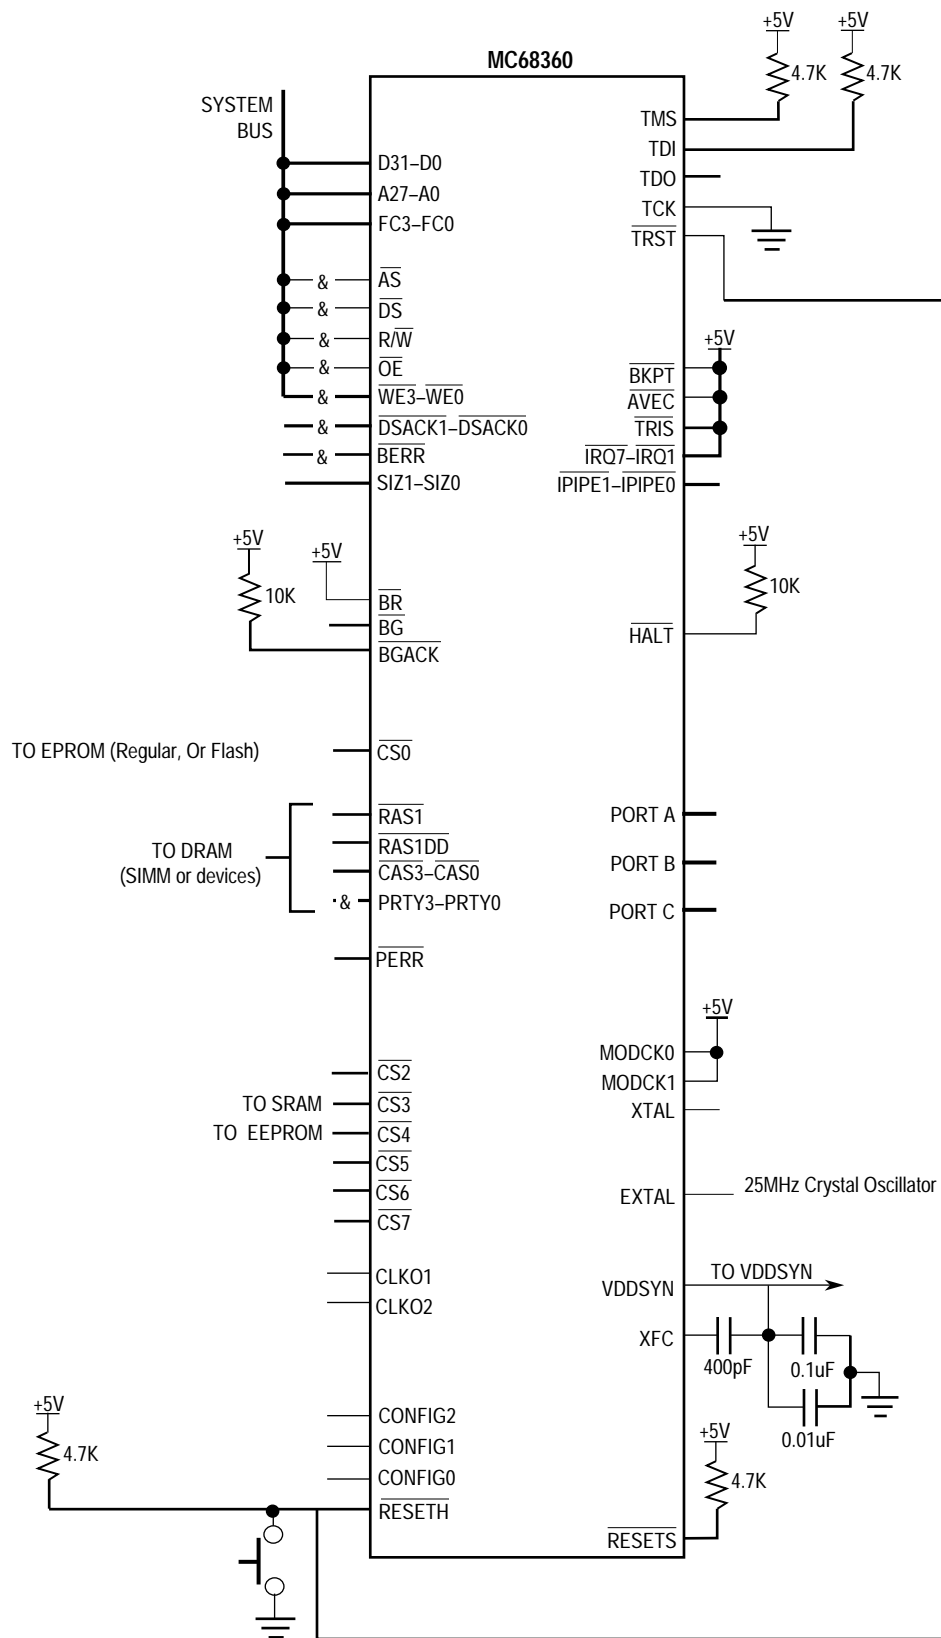 MC68360
SYSTEM
BUS
D31–D0
A27–A0
FC3–FC0
& AS
& DS
& R/W
& OE
& WE3–WE0
& DSACK1–DSACK0
& BERR
SIZ1–SIZ0
+5V
10K
+5V
BR
BG
BGACK
TO EPROM (Regular, Or Flash)
CS0
TO DRAM
(SIMM or devices)
RAS1
RAS1DD
CAS3–CAS0
& PRTY3–PRTY0
PERR
CS2
TO SRAM CS3
TO EEPROM CS4
CS5
CS6
CS7
CLKO1
CLKO2
CONFIG2
CONFIG1
CONFIG0
+5V
4.7K
RESETH
+5V +5V
4.7K 4.7K
TMS
TDI
TDO
TCK
TRST
+5V
BKPT
AVEC
TRIS
IRQ7–IRQ1
IPIPE1–IPIPE0
+5V
10K
HALT
PORT A
PORT B
PORT C
+5V
MODCK0
MODCK1
XTAL
EXTAL 25MHz Crystal Oscillator
VDDSYN TO VDDSYN
XFC
400pF 0.1uF
0.01uF
+5V
4.7K
RESETS